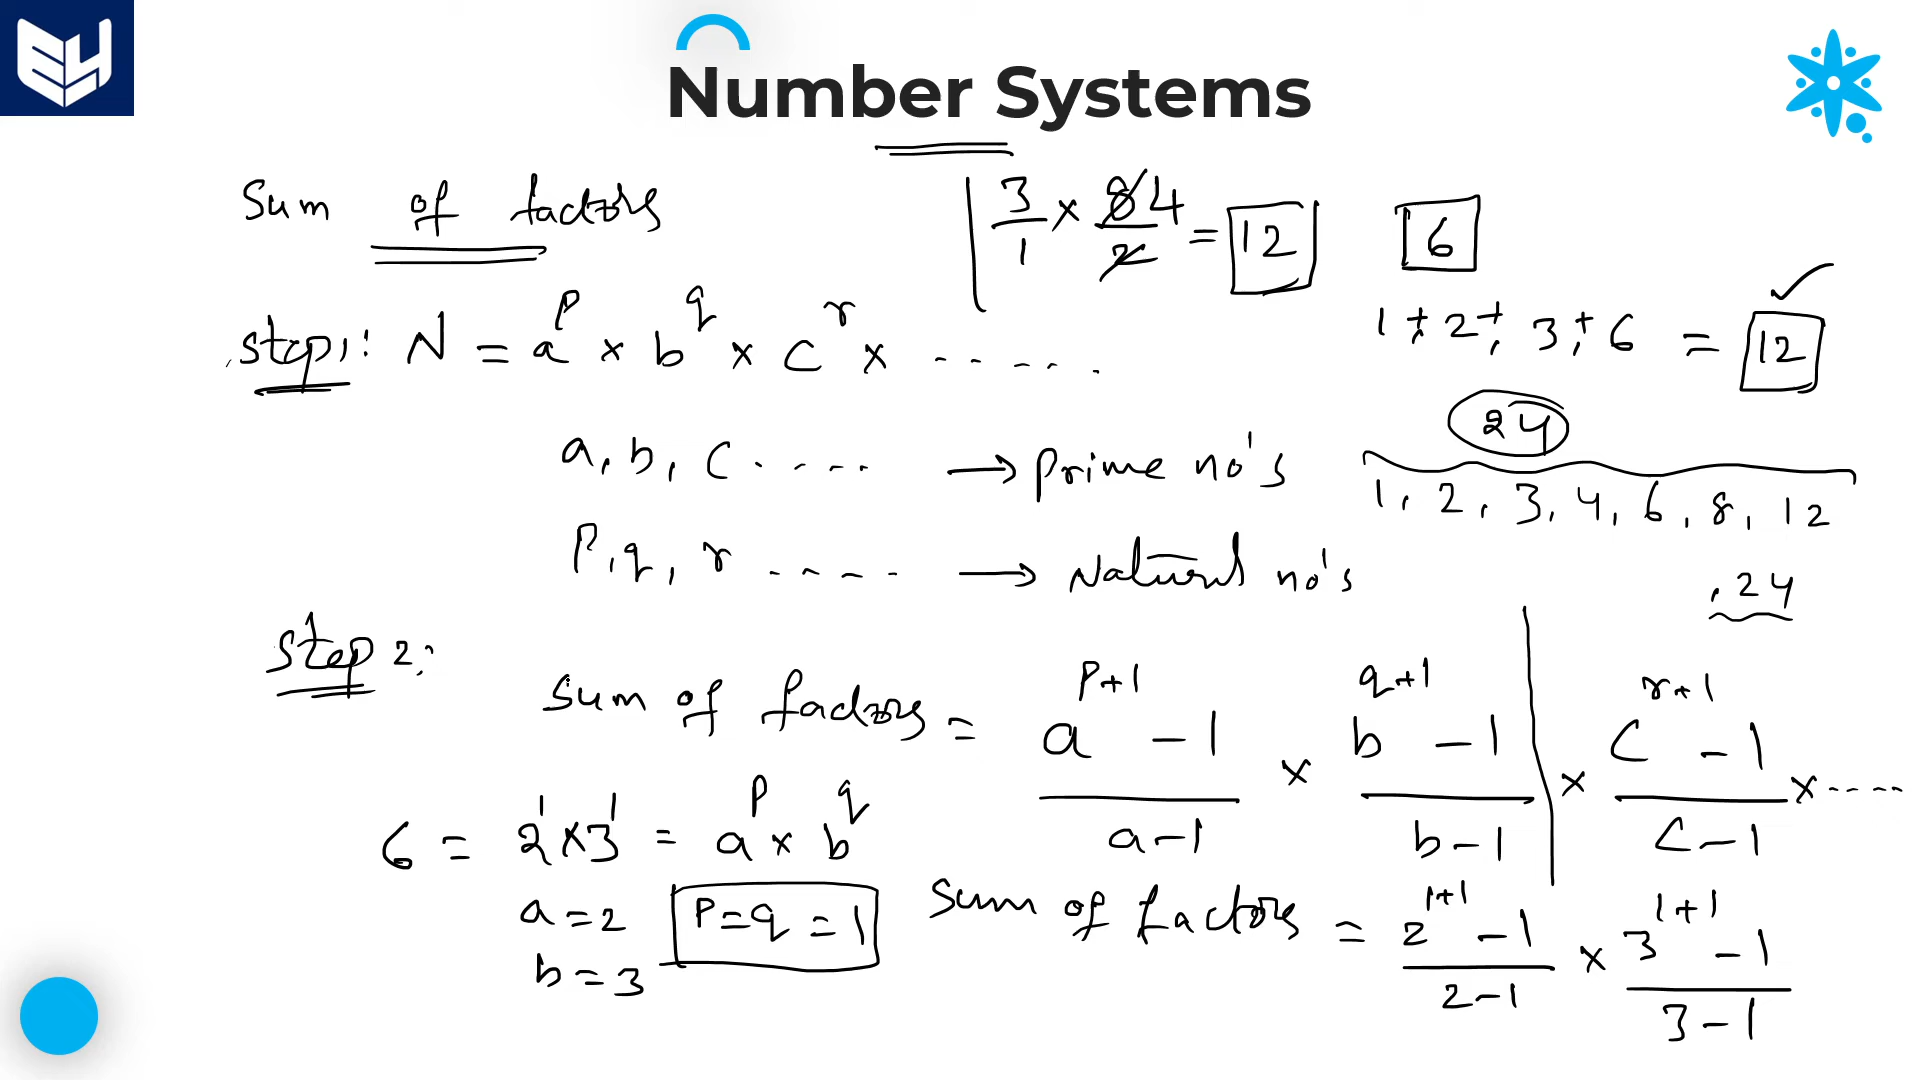 EY
Number Systems
Sum of factors
3/1 × 8/2 4 = 12
6
1 + 2 + 3 + 6 = 12
step 1: N = a^p × b^q × c^r × .....
24
1, 2, 3, 4, 6, 8, 12
, 24
a, b, c .... → prime no's
p, q, r ..... → Natural no's
step 2:
Sum of factors = (a^(p+1) - 1)/(a-1) × (b^(q+1) - 1)/(b-1) × (c^(r+1) - 1)/(c-1) × ....
6 = 2^1 × 3^1 = a^p × b^q
a = 2
b = 3
p = q = 1
Sum of factors = (2^(1+1) - 1)/(2-1) × (3^(1+1) - 1)/(3-1)